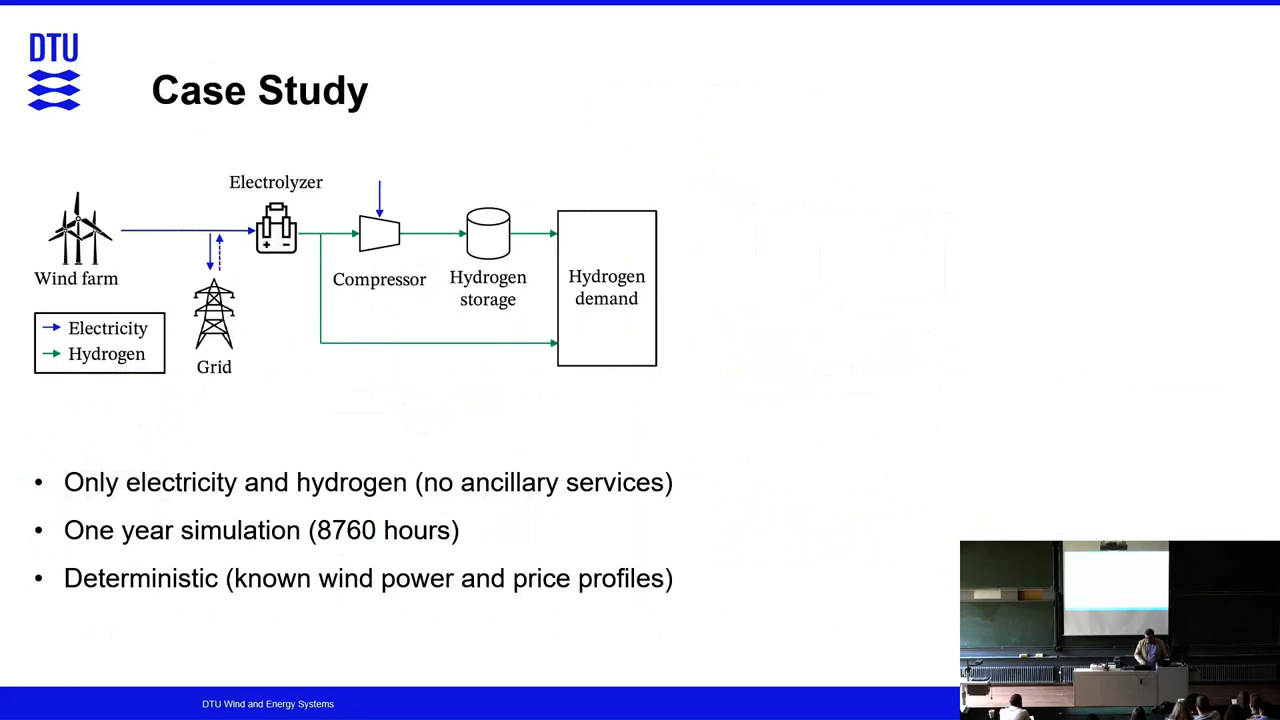 DTU
Case Study
Electrolyzer
Wind farm
Compressor
Hydrogen
storage
Hydrogen
demand
Electricity
Hydrogen
Grid
• Only electricity and hydrogen (no ancillary services)
• One year simulation (8760 hours)
• Deterministic (known wind power and price profiles)
DTU Wind and Energy Systems